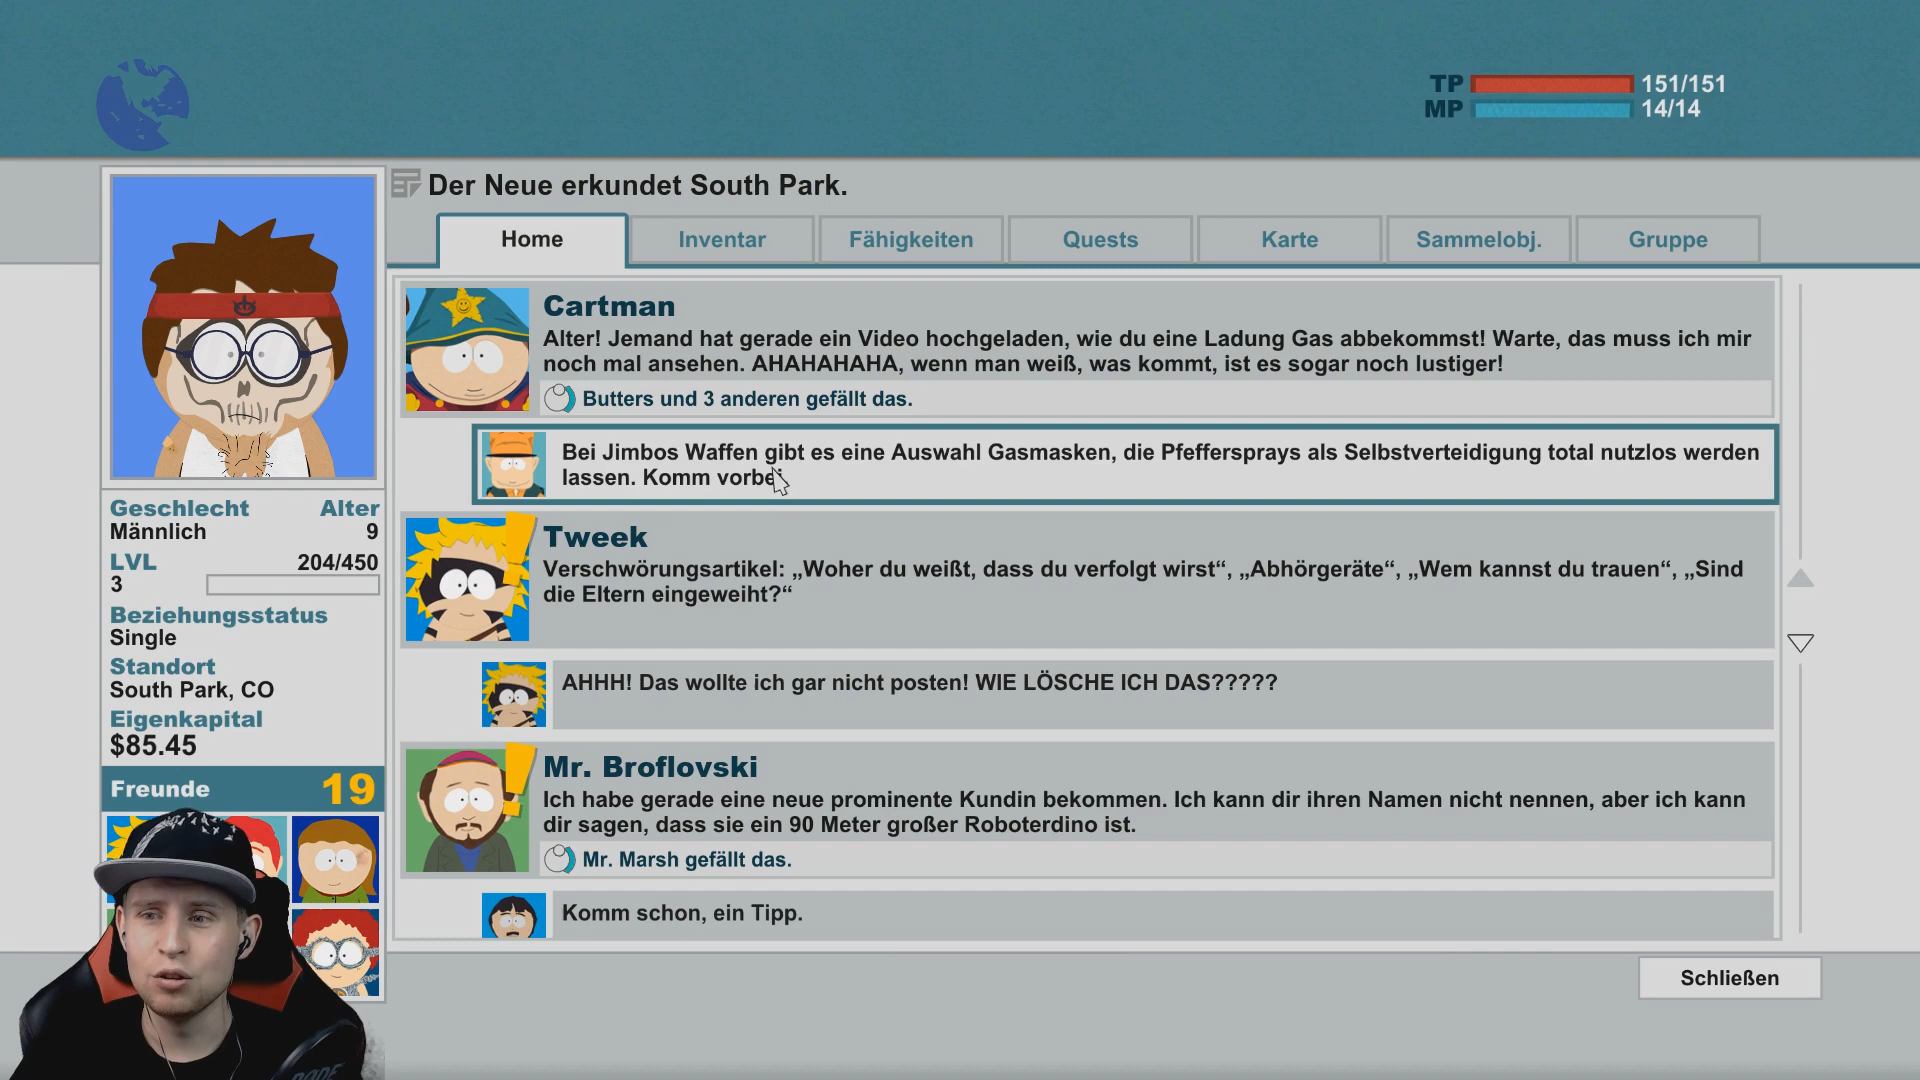 TP 151/151
MP 14/14
Der Neue erkundet South Park.
Home Inventar Fähigkeiten Quests Karte Sammelobj. Gruppe
Cartman
Alter! Jemand hat gerade ein Video hochgeladen, wie du eine Ladung Gas abbekommst! Warte, das muss ich mir
noch mal ansehen. AHAHAHAHA, wenn man weiß, was kommt, ist es sogar noch lustiger!
Butters und 3 anderen gefällt das.
Bei Jimbos Waffen gibt es eine Auswahl Gasmasken, die Pfeffersprays als Selbstverteidigung total nutzlos werden
lassen. Komm vorbei
Geschlecht Alter
Männlich 9
LVL 204/450
3
Beziehungsstatus
Single
Standort
South Park, CO
Eigenkapital
$85.45
Freunde 19
Tweek
Verschwörungsartikel: „Woher du weißt, dass du verfolgt wirst“, „Abhörgeräte“, „Wem kannst du trauen“, „Sind
die Eltern eingeweiht?“
AHHH! Das wollte ich gar nicht posten! WIE LÖSCHE ICH DAS?????
Mr. Broflovski
Ich habe gerade eine neue prominente Kundin bekommen. Ich kann dir ihren Namen nicht nennen, aber ich kann
dir sagen, dass sie ein 90 Meter großer Roboterdino ist.
Mr. Marsh gefällt das.
Komm schon, ein Tipp.
Schließen